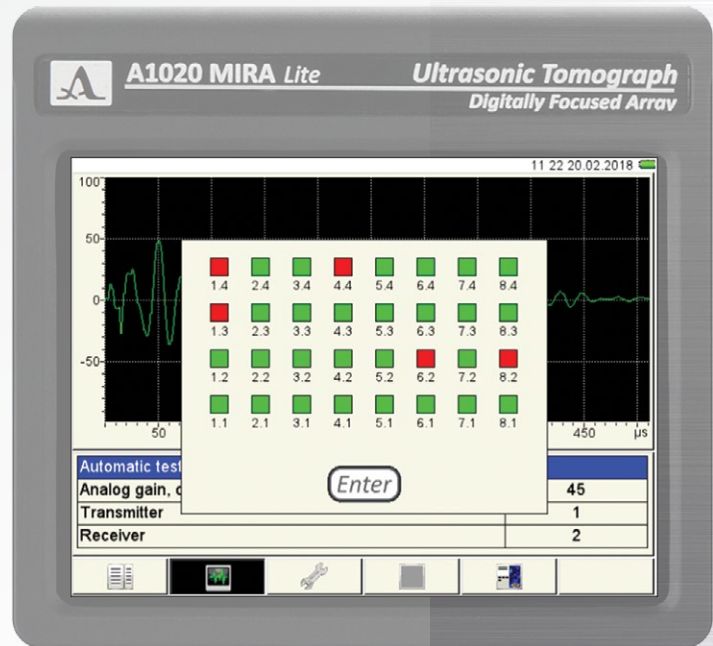 A1020 MIRA Lite
Ultrasonic Tomograph
Digitally Focused Array
11 22 20.02.2018
100
50
0
-50
50
450 µs
1.4 2.4 3.4 4.4 5.4 6.4 7.4 8.4
1.3 2.3 3.3 4.3 5.3 6.3 7.3 8.3
1.2 2.2 3.2 4.2 5.2 6.2 7.2 8.2
1.1 2.1 3.1 4.1 5.1 6.1 7.1 8.1
Enter
Automatic test
Analog gain, 45
Transmitter 1
Receiver 2